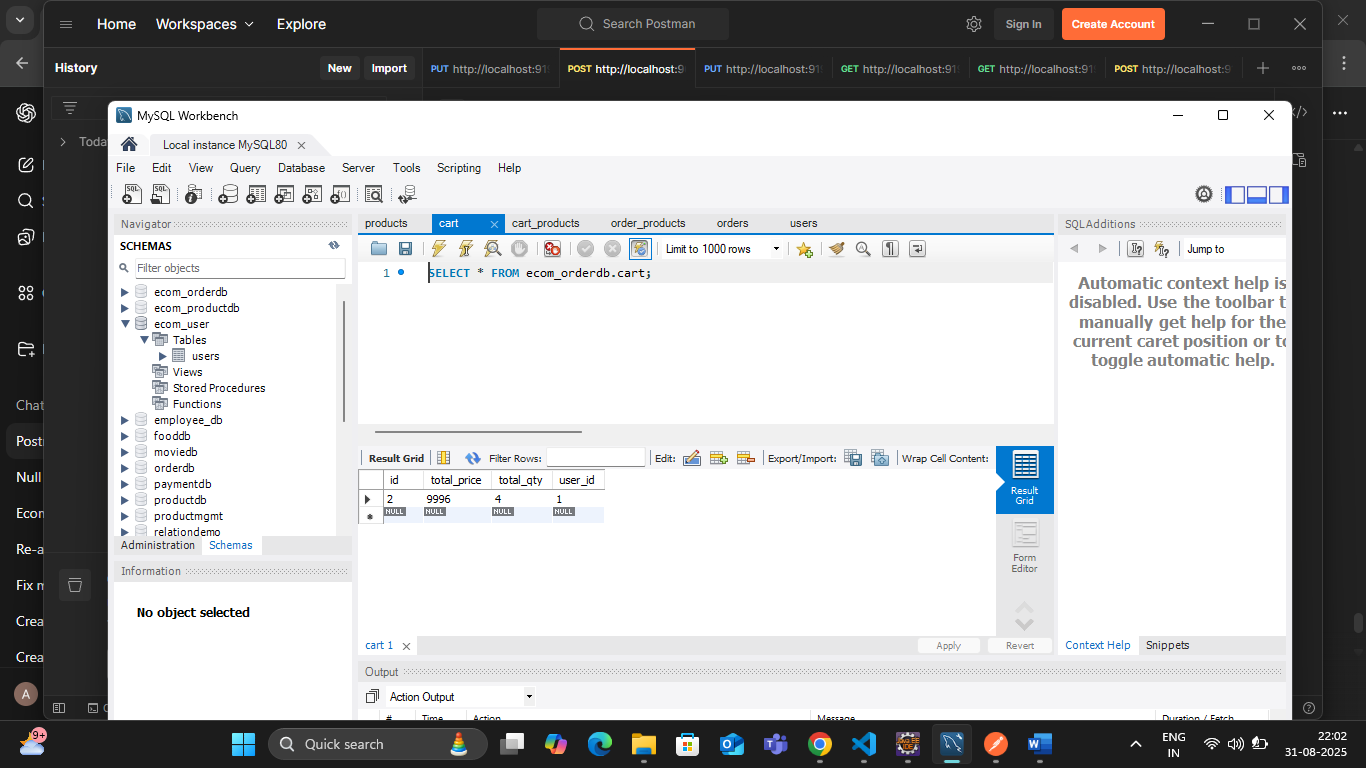 Home Workspaces Explore Search Postman Sign In Create Account
History New Import PUT http://localhost:91 POST http://localhost:9 PUT http://localhost:91 GET http://localhost:91 GET http://localhost:91 POST http://localhost:9
Toda
MySQL Workbench
Local instance MySQL80
File Edit View Query Database Server Tools Scripting Help
Navigator
SCHEMAS
Filter objects
ecom_orderdb
ecom_productdb
ecom_user
Tables
users
Views
Stored Procedures
Functions
employee_db
fooddb
moviedb
orderdb
paymentdb
productdb
productmgmt
relationdemo
Administration Schemas
Information
No object selected
products cart cart_products order_products orders users
Limit to 1000 rows
1 SELECT * FROM ecom_orderdb.cart;
Result Grid Filter Rows: Edit: Export/Import: Wrap Cell Content:
id total_price total_qty user_id
2 9996 4 1
NULL NULL NULL NULL
Result
Grid
Form
Editor
cart 1 Apply Revert
Output
Action Output
# Time Action Message Duration / Fetch
SQLAdditions
Jump to
Automatic context help is
disabled. Use the toolbar t
manually get help for the
current caret position or to
toggle automatic help.
Context Help Snippets
Chat
Post
Null
Ecom
Re-a
Fix m
Crea
Crea
A
9+
Quick search
ENG
IN
22:02
31-08-2025